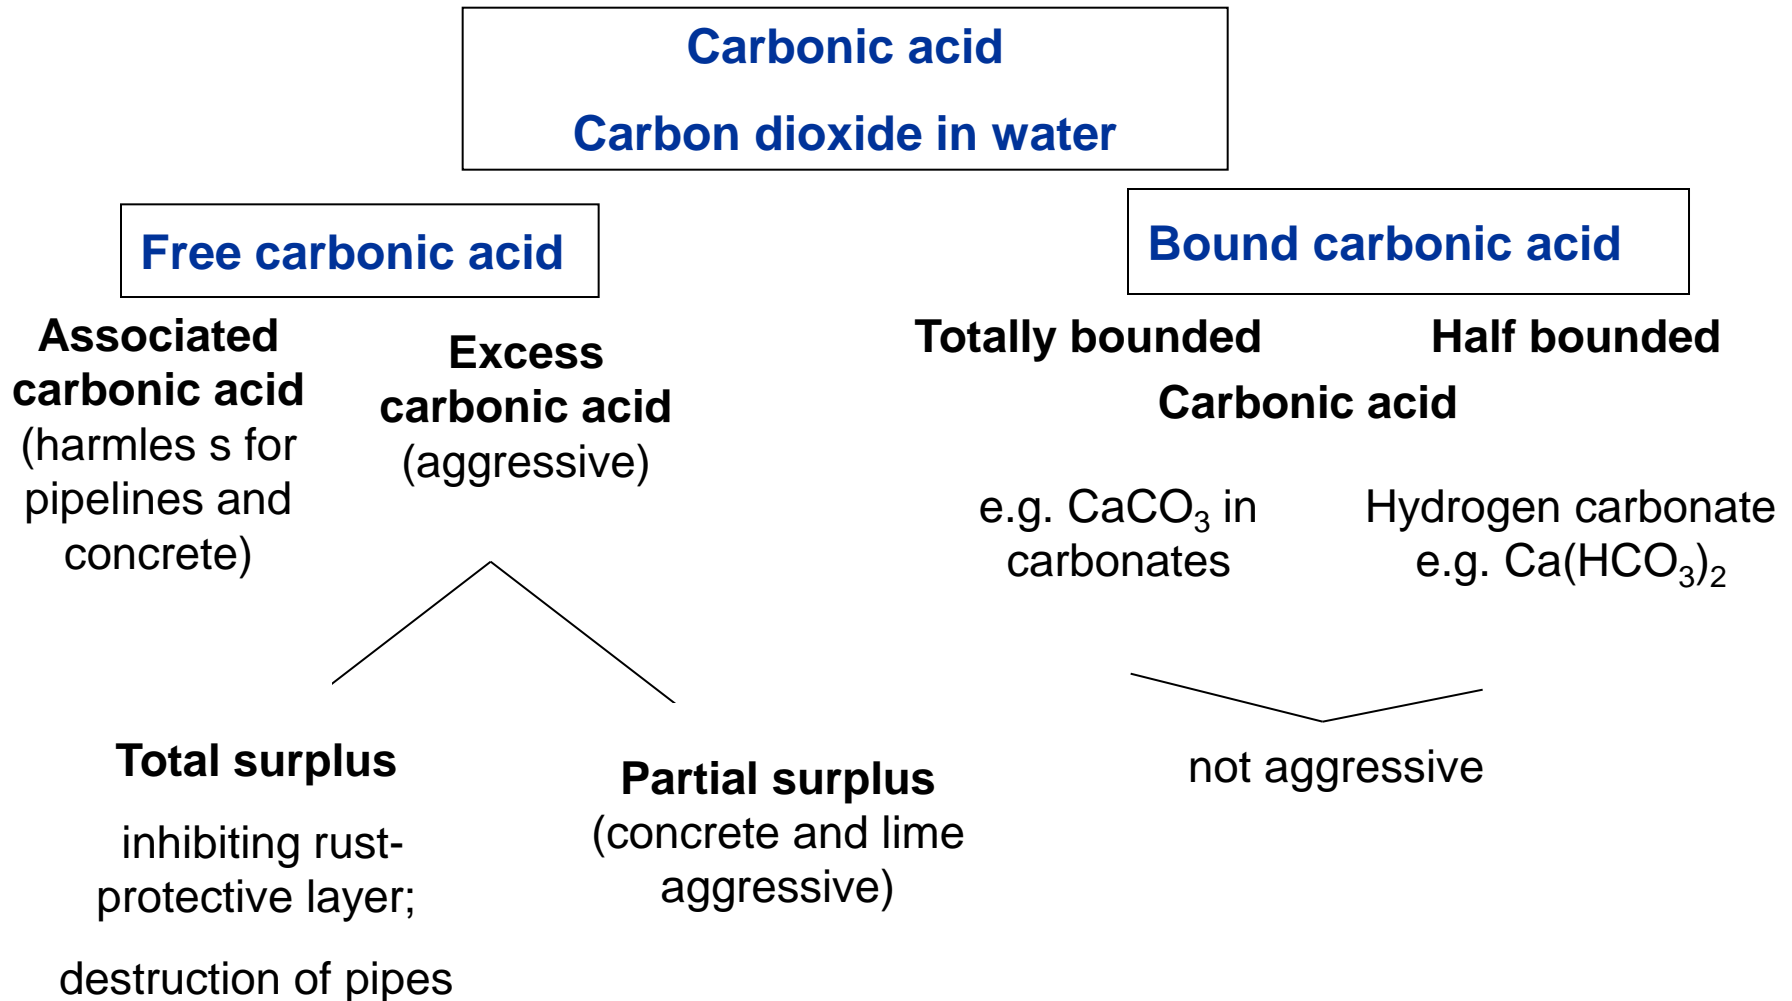 Carbonic acid
Carbon dioxide in water
Free carbonic acid
Bound carbonic acid
Associated
carbonic acid
(harmles s for
pipelines and
concrete)
Excess
carbonic acid
(aggressive)
Totally bounded
Half bounded
Carbonic acid
e.g. CaCO₃ in
carbonates
Hydrogen carbonate
e.g. Ca(HCO₃)₂
Total surplus
inhibiting rust-
protective layer;
destruction of pipes
Partial surplus
(concrete and lime
aggressive)
not aggressive